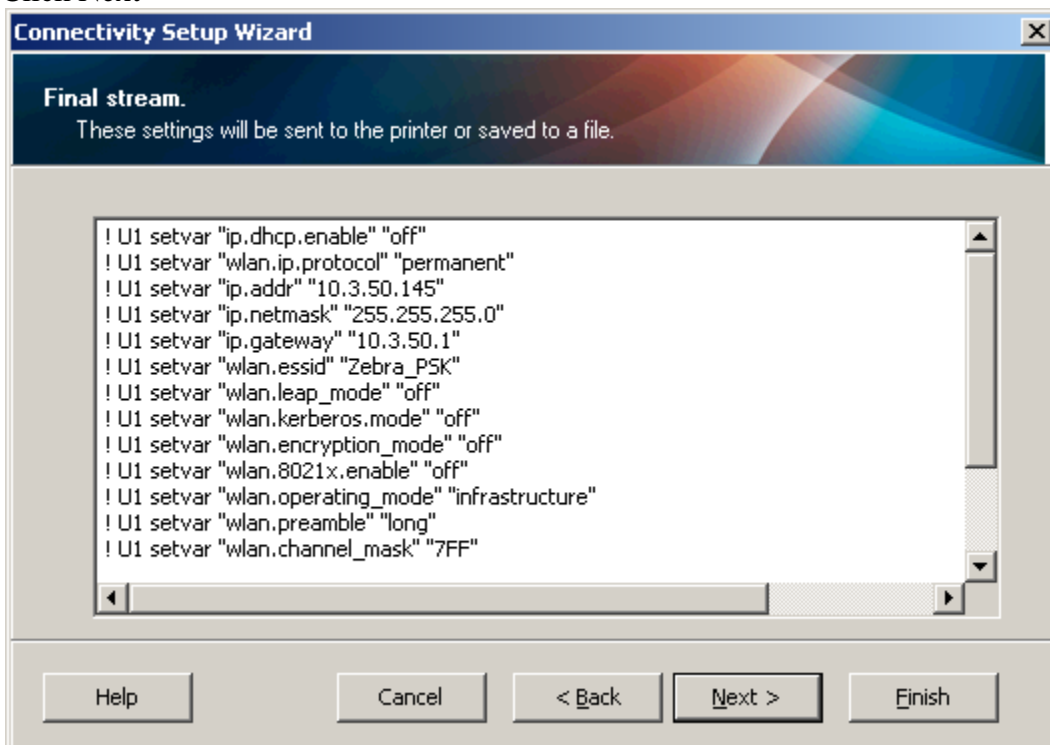 Connectivity Setup Wizard
Final stream.
These settings will be sent to the printer or saved to a file.
! U1 setvar "ip.dhcp.enable" "off"
! U1 setvar "wlan.ip.protocol" "permanent"
! U1 setvar "ip.addr" "10.3.50.145"
! U1 setvar "ip.netmask" "255.255.255.0"
! U1 setvar "ip.gateway" "10.3.50.1"
! U1 setvar "wlan.essid" "Zebra_PSK"
! U1 setvar "wlan.leap_mode" "off"
! U1 setvar "wlan.kerberos.mode" "off"
! U1 setvar "wlan.encryption_mode" "off"
! U1 setvar "wlan.8021x.enable" "off"
! U1 setvar "wlan.operating_mode" "infrastructure"
! U1 setvar "wlan.preamble" "long"
! U1 setvar "wlan.channel_mask" "7FF"
Help Cancel < Back Next > Finish